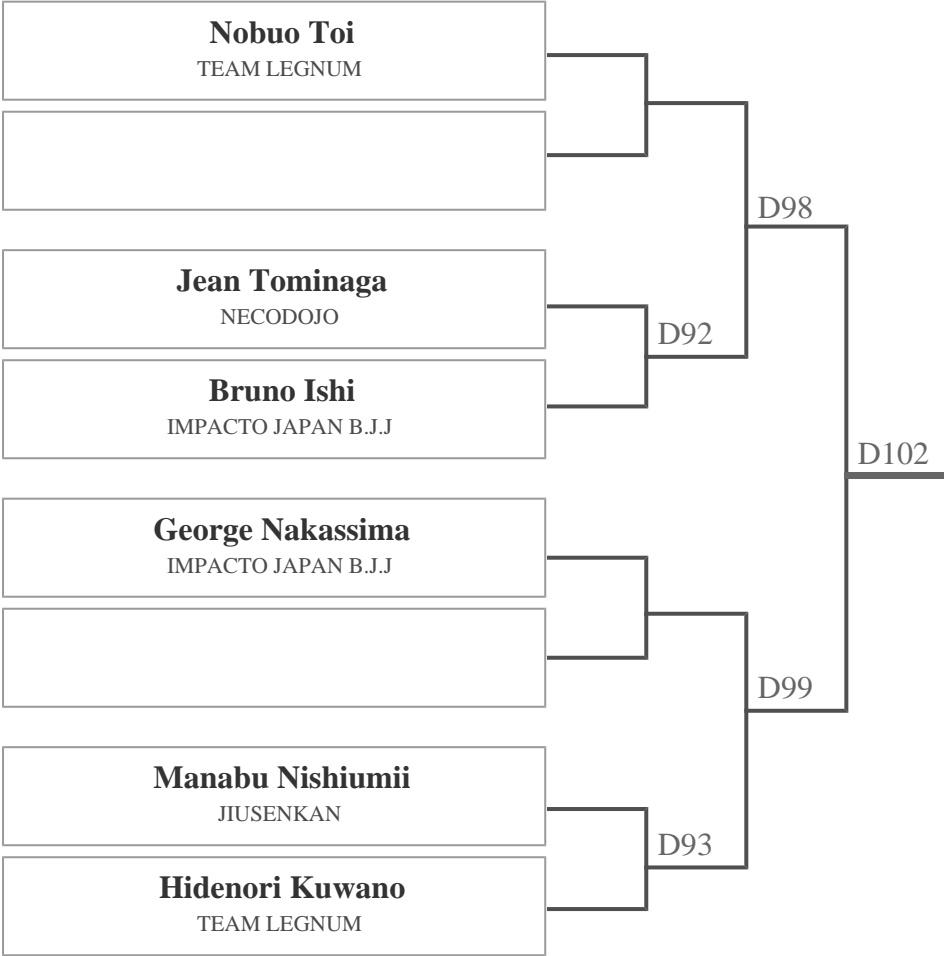 Nobuo Toi
TEAM LEGNUM
D98
Jean Tominaga
NECODOJO
D92
Bruno Ishi
IMPACTO JAPAN B.J.J
D102
George Nakassima
IMPACTO JAPAN B.J.J
D99
Manabu Nishiumii
JIUSENKAN
D93
Hidenori Kuwano
TEAM LEGNUM